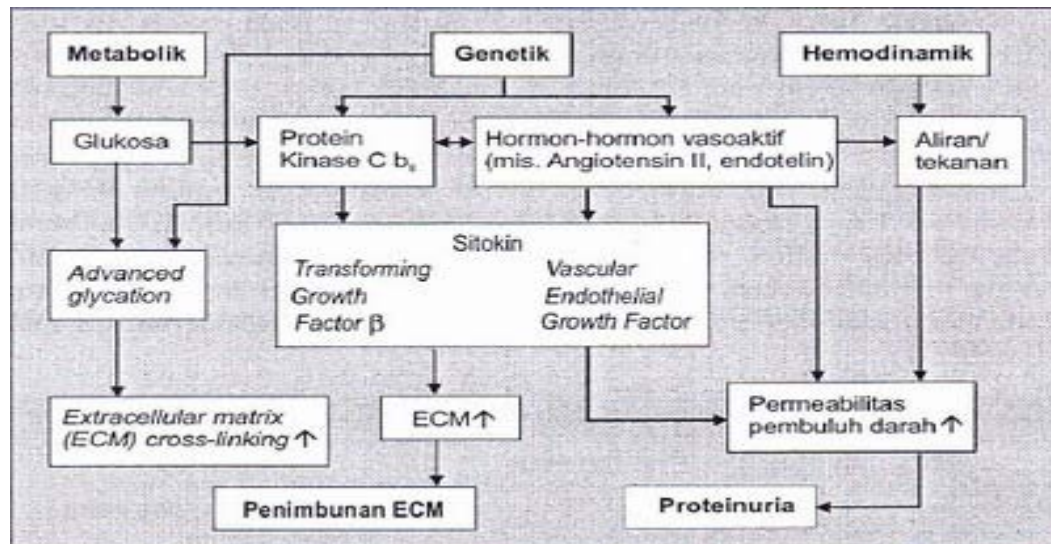 Metabolik
Genetik
Hemodinamik
Glukosa
Protein
Kinase C b
Hormon-hormon vasoaktif
(mis. Angiotensin II, endotelin)
Aliran/
tekanan
Advanced
glycation
Sitokin
Transforming
Growth
Factor β
Vascular
Endothelial
Growth Factor
Extracellular matrix
(ECM) cross-linking ↑
ECM↑
Permeabilitas
pembuluh darah ↑
Penimbunan ECM
Proteinuria